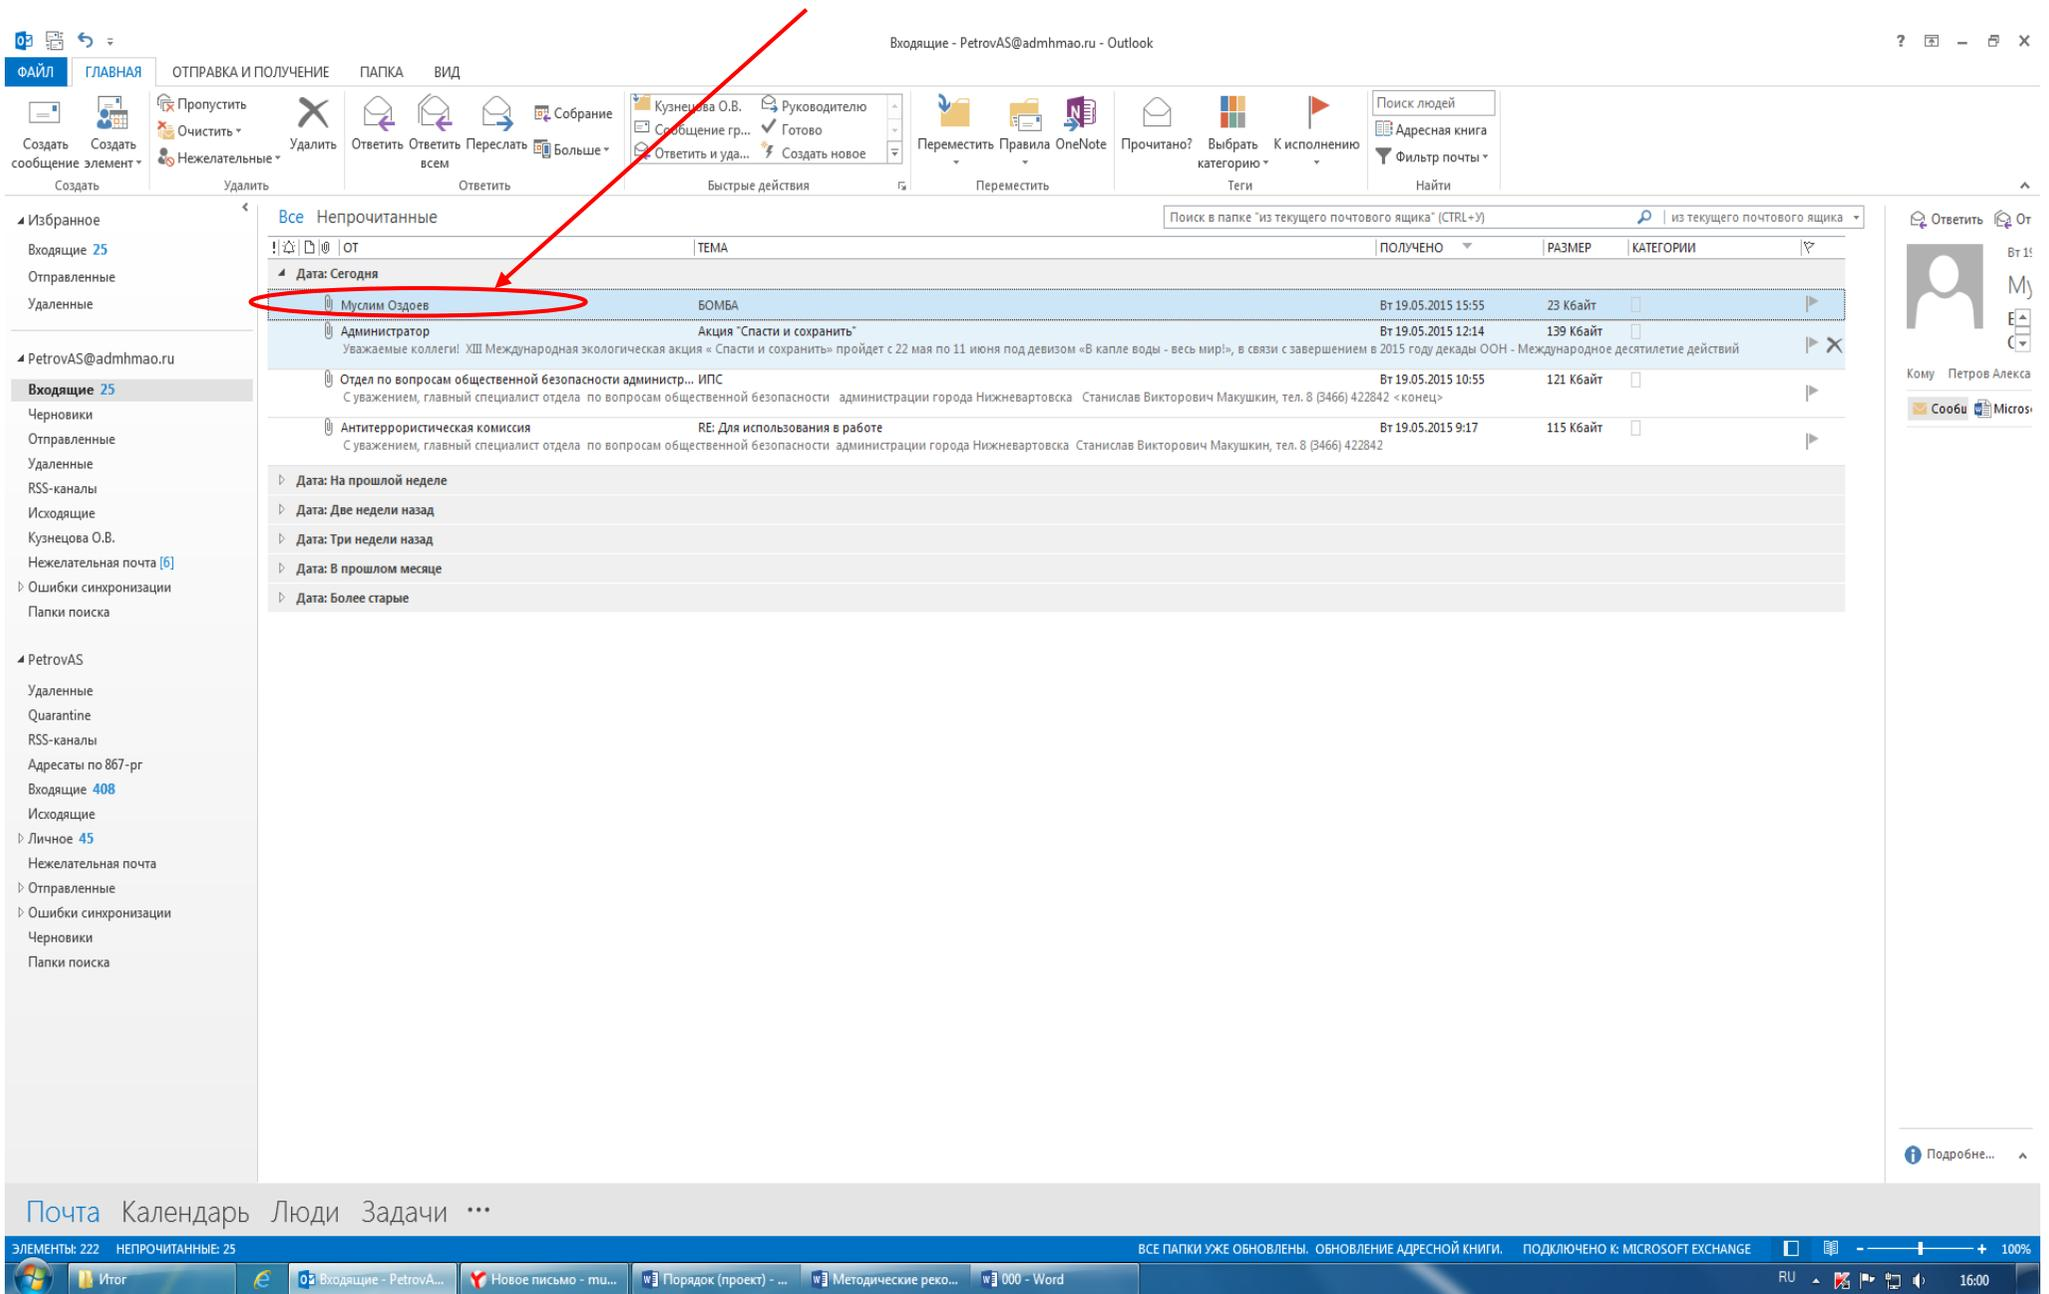 Входящие - PetrovAS@admhmao.ru - Outlook
ФАЙЛ ГЛАВНАЯ ОТПРАВКА И ПОЛУЧЕНИЕ ПАПКА ВИД
Создать сообщение
Создать элемент
Создать
Пропустить
Очистить
Нежелательные
Удалить
Удалить
Ответить
Ответить всем
Переслать
Собрание
Больше
Ответить
Кузнецова О.В.
Сообщение гр...
Ответить и уда...
Руководителю
Готово
Создать новое
Быстрые действия
Переместить
Правила
OneNote
Переместить
Прочитано?
Выбрать категорию
К исполнению
Теги
Поиск людей
Адресная книга
Фильтр почты
Найти
Избранное
Входящие 25
Отправленные
Удаленные
PetrovAS@admhmao.ru
Входящие 25
Черновики
Отправленные
Удаленные
RSS-каналы
Исходящие
Кузнецова О.В.
Нежелательная почта [6]
Ошибки синхронизации
Папки поиска
PetrovAS
Удаленные
Quarantine
RSS-каналы
Адресаты по 867-рг
Входящие 408
Исходящие
Личное 45
Нежелательная почта
Отправленные
Ошибки синхронизации
Черновики
Папки поиска
Все Непрочитанные
Поиск в папке "из текущего почтового ящика" (CTRL+У) из текущего почтового ящика
ОТ ТЕМА ПОЛУЧЕНО РАЗМЕР КАТЕГОРИИ
Дата: Сегодня
Муслим Оздоев БОМБА Вт 19.05.2015 15:55 23 Кбайт
Администратор Акция "Спасти и сохранить" Вт 19.05.2015 12:14 139 Кбайт
Уважаемые коллеги! XIII Международная экологическая акция « Спасти и сохранить» пройдет с 22 мая по 11 июня под девизом «В капле воды - весь мир!», в связи с завершением в 2015 году декады ООН - Международное десятилетие действий
Отдел по вопросам общественной безопасности администр... ИПС Вт 19.05.2015 10:55 121 Кбайт
С уважением, главный специалист отдела по вопросам общественной безопасности администрации города Нижневартовска Станислав Викторович Макушкин, тел. 8 (3466) 422842 <конец>
Антитеррористическая комиссия RE: Для использования в работе Вт 19.05.2015 9:17 115 Кбайт
С уважением, главный специалист отдела по вопросам общественной безопасности администрации города Нижневартовска Станислав Викторович Макушкин, тел. 8 (3466) 422842
Дата: На прошлой неделе
Дата: Две недели назад
Дата: Три недели назад
Дата: В прошлом месяце
Дата: Более старые
Ответить От
Вт 19
Му
Кому Петров Алекса
Сооби Micros
Подробне...
Почта Календарь Люди Задачи ...
ЭЛЕМЕНТЫ: 222 НЕПРОЧИТАННЫЕ: 25 ВСЕ ПАПКИ УЖЕ ОБНОВЛЕНЫ. ОБНОВЛЕНИЕ АДРЕСНОЙ КНИГИ. ПОДКЛЮЧЕНО К: MICROSOFT EXCHANGE 100%
Итог Входящие - PetrovA... Новое письмо - mu... Порядок (проект) - ... Методические реко... 000 - Word RU 16:00